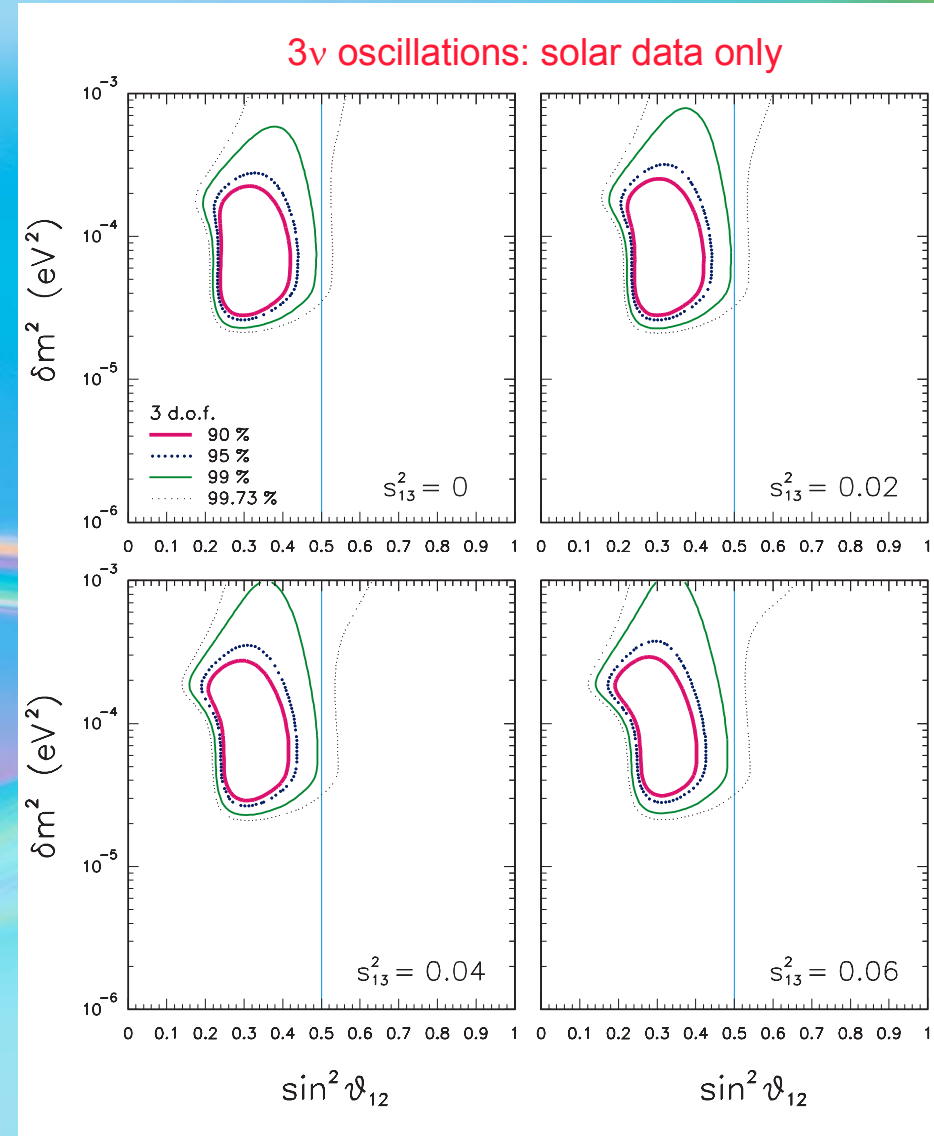 3ν oscillations: solar data only
δm² (eV²)
10⁻³
10⁻⁴
10⁻⁵
10⁻⁶
3 d.o.f.
90 %
95 %
99 %
99.73 %
s²₁₃ = 0
0 0.1 0.2 0.3 0.4 0.5 0.6 0.7 0.8 0.9 1
s²₁₃ = 0.02
0 0.1 0.2 0.3 0.4 0.5 0.6 0.7 0.8 0.9 1
δm² (eV²)
10⁻³
10⁻⁴
10⁻⁵
10⁻⁶
s²₁₃ = 0.04
0 0.1 0.2 0.3 0.4 0.5 0.6 0.7 0.8 0.9 1
sin² ϑ₁₂
s²₁₃ = 0.06
0 0.1 0.2 0.3 0.4 0.5 0.6 0.7 0.8 0.9 1
sin² ϑ₁₂